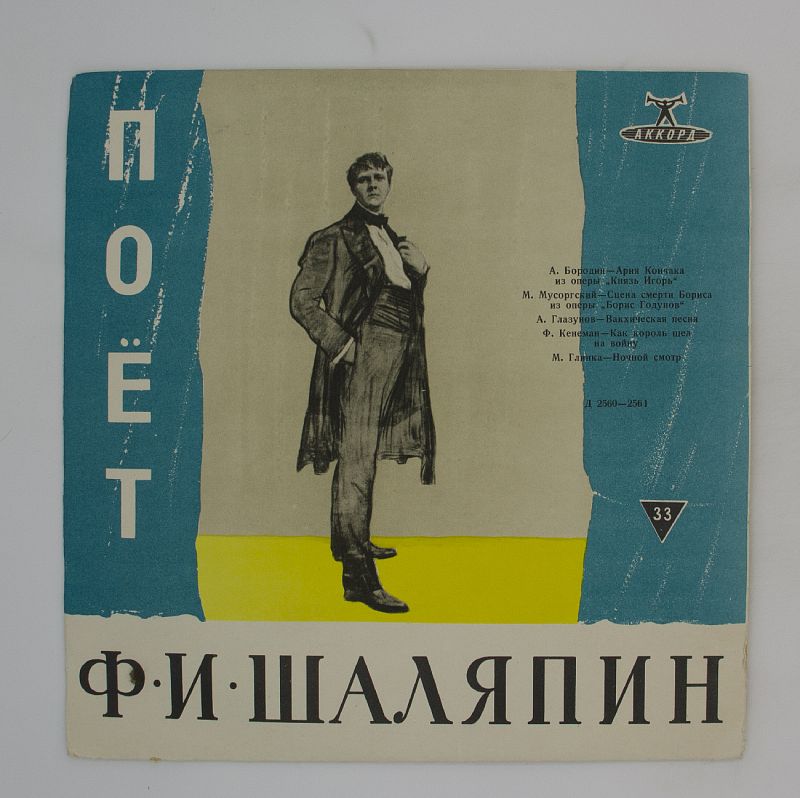 ПОЁТ
АККОРД
А. Бородин—Ария Кончака
из оперы „Князь Игорь“
М. Мусоргский—Сцена смерти Бориса
из оперы „Борис Годунов“
А. Глазунов—Вакхическая песня
Ф. Кенеман—Как король шел
на войну
М. Глинка—Ночной смотр
Д 2560—2561
33
Ф·И·ШАЛЯПИН